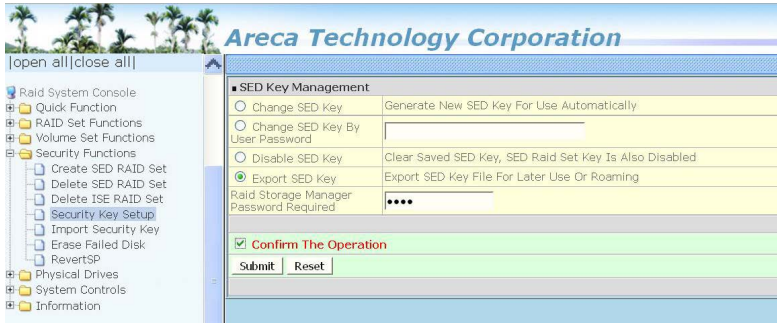 Areca Technology Corporation
|open all|close all|
Raid System Console
Quick Function
RAID Set Functions
Volume Set Functions
Security Functions
Create SED RAID Set
Delete SED RAID Set
Delete ISE RAID Set
Security Key Setup
Import Security Key
Erase Failed Disk
RevertSP
Physical Drives
System Controls
Information
SED Key Management
Change SED Key Generate New SED Key For Use Automatically
Change SED Key By
User Password
Disable SED Key Clear Saved SED Key, SED Raid Set Key Is Also Disabled
Export SED Key Export SED Key File For Later Use Or Roaming
Raid Storage Manager
Password Required ••••
Confirm The Operation
Submit Reset